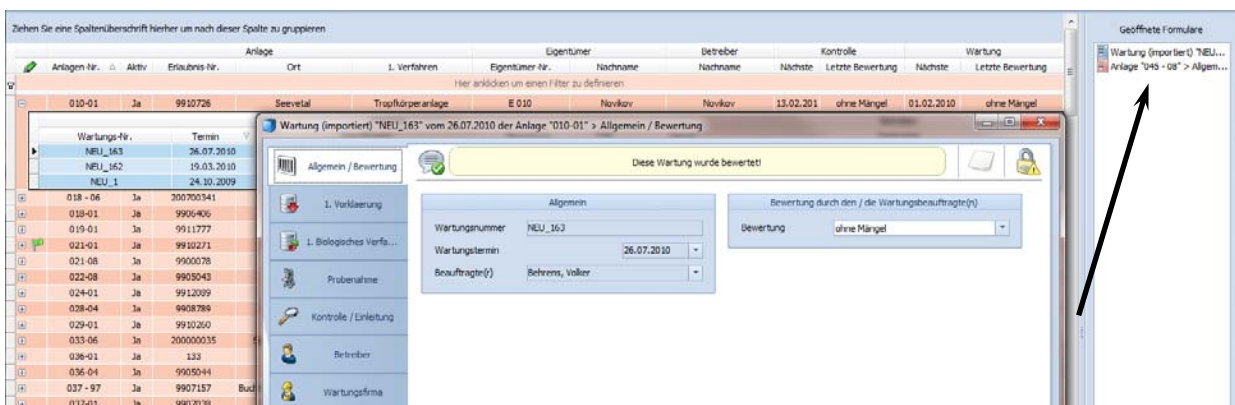 Ziehen Sie eine Spaltenüberschrift hierher um nach dieser Spalte zu gruppieren
Geöffnete Formulare
Anlage Eigentümer Betreiber Kontrolle Wartung
Anlagen-Nr. Aktiv Erlaubnis-Nr. Ort 1. Verfahren Eigentümer-Nr. Nachname Nachname Nächste Letzte Bewertung Nächste Letzte Bewertung
Wartung (importiert) "NEU...
Anlage "045 - 08" > Allgem...
Hier anklicken um einen Filter zu definieren
010-01 Ja 9910726 Seevetal Tropfkörperanlage E 010 Novikov Novikov 13.02.201 ohne Mängel 01.02.2010 ohne Mängel
Wartung (importiert) "NEU_163" vom 26.07.2010 der Anlage "010-01" > Allgemein / Bewertung
Wartungs-Nr. Termin
NEU_163 26.07.2010
NEU_162 19.03.2010
NEU_1 24.10.2009
018 - 06 Ja 200700341
018-01 Ja 9906406
019-01 Ja 9911777
021-01 Ja 9910271
021-08 Ja 9900078
022-08 Ja 9905043
024-01 Ja 9912089
028-04 Ja 9908789
029-01 Ja 9910260
033-06 Ja 200000035
036-01 Ja 133
036-04 Ja 9905044
037 - 97 Ja 9907157 Buch
037-01 Ja 9907038
Allgemein / Bewertung
1. Vorklaerung
1. Biologisches Verfa...
Probenahme
Kontrolle / Einleitung
Betreiber
Wartungsfirma
Diese Wartung wurde bewertet!
Allgemein
Wartungsnummer NEU_163
Wartungstermin 26.07.2010
Beauftragte(r) Behrens, Volker
Bewertung durch den / die Wartungsbeauftragte(n)
Bewertung ohne Mängel